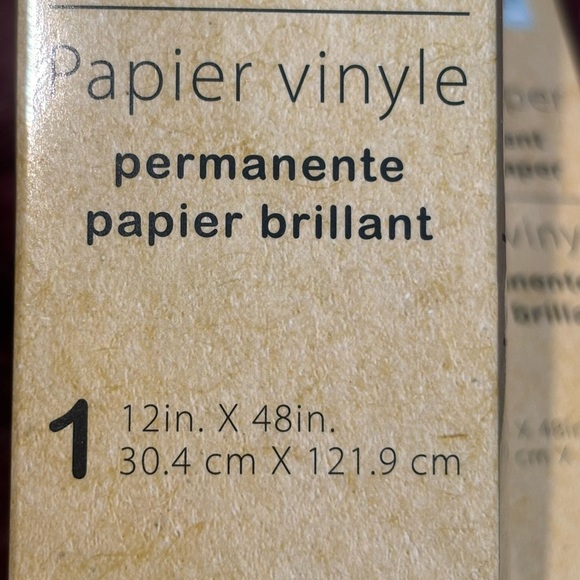 Papier vinyle
permanente
papier brillant
1 12in. X 48in.
30.4 cm X 121.9 cm